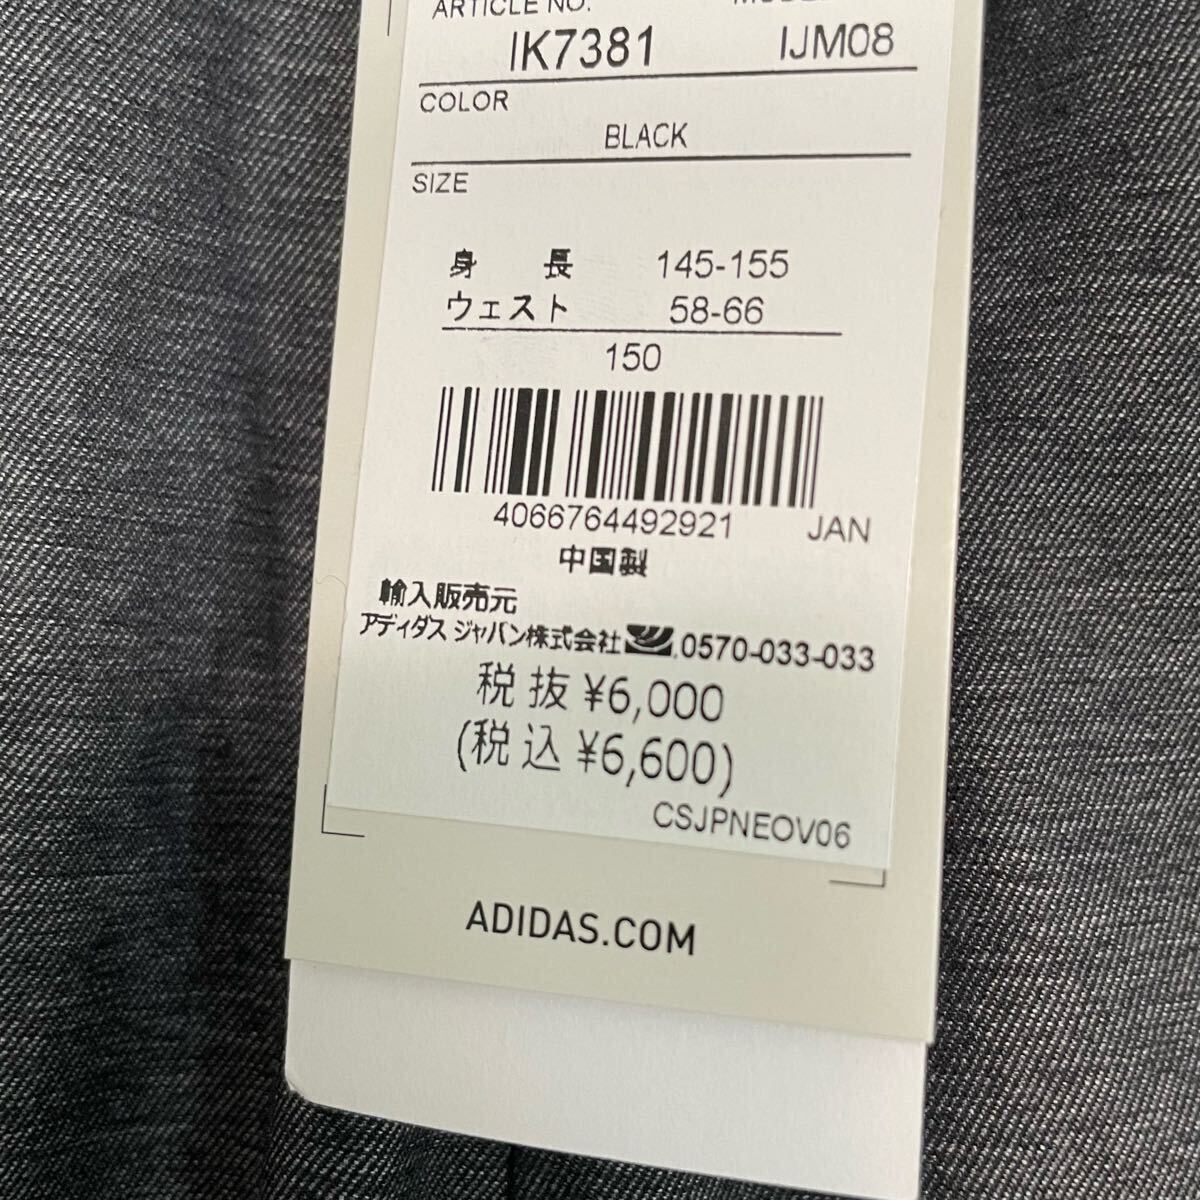 ARTICLE NO.
IK7381 IJM08
COLOR
BLACK
SIZE
身長 145-155
ウェスト 58-66
150
4066764492921 JAN
中国製
輸入販売元
アディダス ジャパン株式会社 0570-033-033
税抜 ¥6,000
(税込 ¥6,600)
CSJPNEOV06
ADIDAS.COM